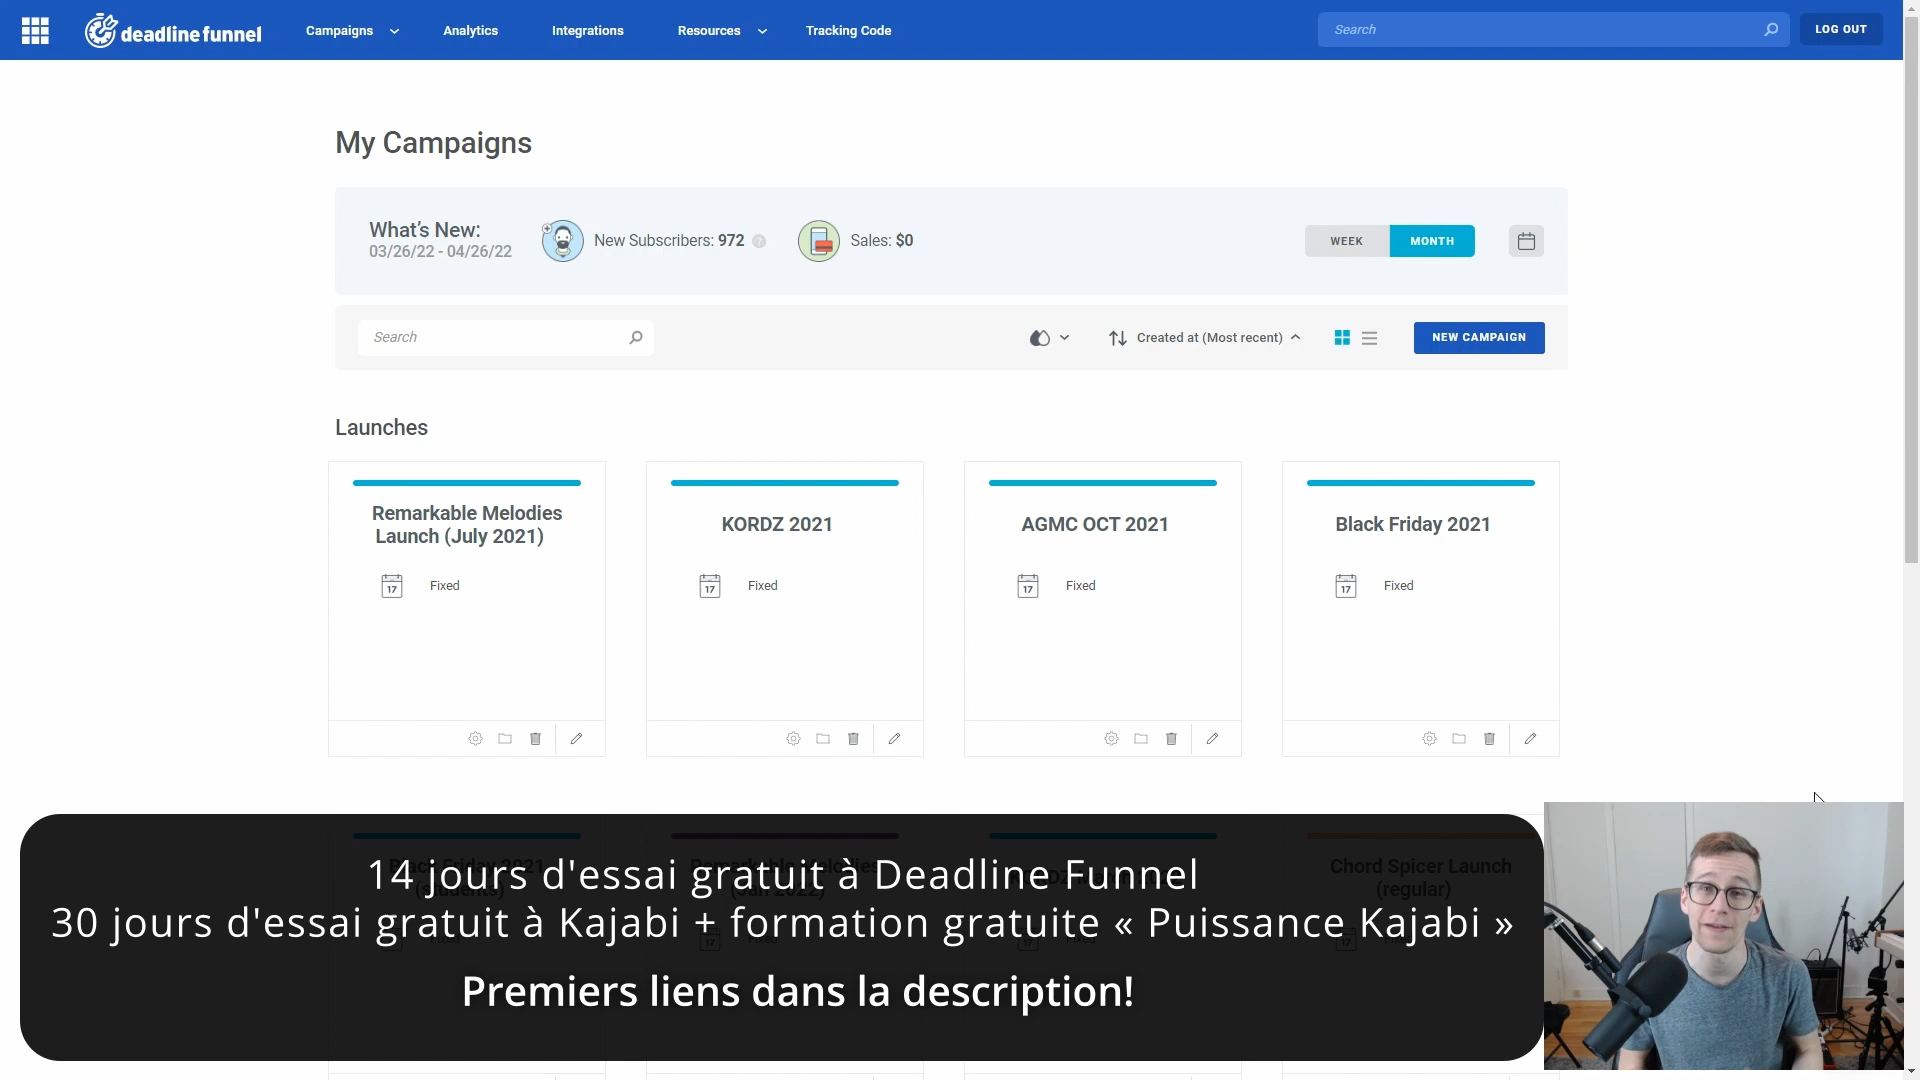 deadline funnel
Campaigns
Analytics
Integrations
Resources
Tracking Code
Search
LOG OUT
My Campaigns
What's New:
03/26/22 - 04/26/22
New Subscribers: 972
Sales: $0
WEEK
MONTH
Search
Created at (Most recent)
NEW CAMPAIGN
Launches
Remarkable Melodies
Launch (July 2021)
KORDZ 2021
AGMC OCT 2021
Black Friday 2021
17
Fixed
17
Fixed
17
Fixed
17
Fixed
14 jours d'essai gratuit à Deadline Funnel
Chord Spicer Launch
(regular)
30 jours d'essai gratuit à Kajabi + formation gratuite « Puissance Kajabi »
Premiers liens dans la description!